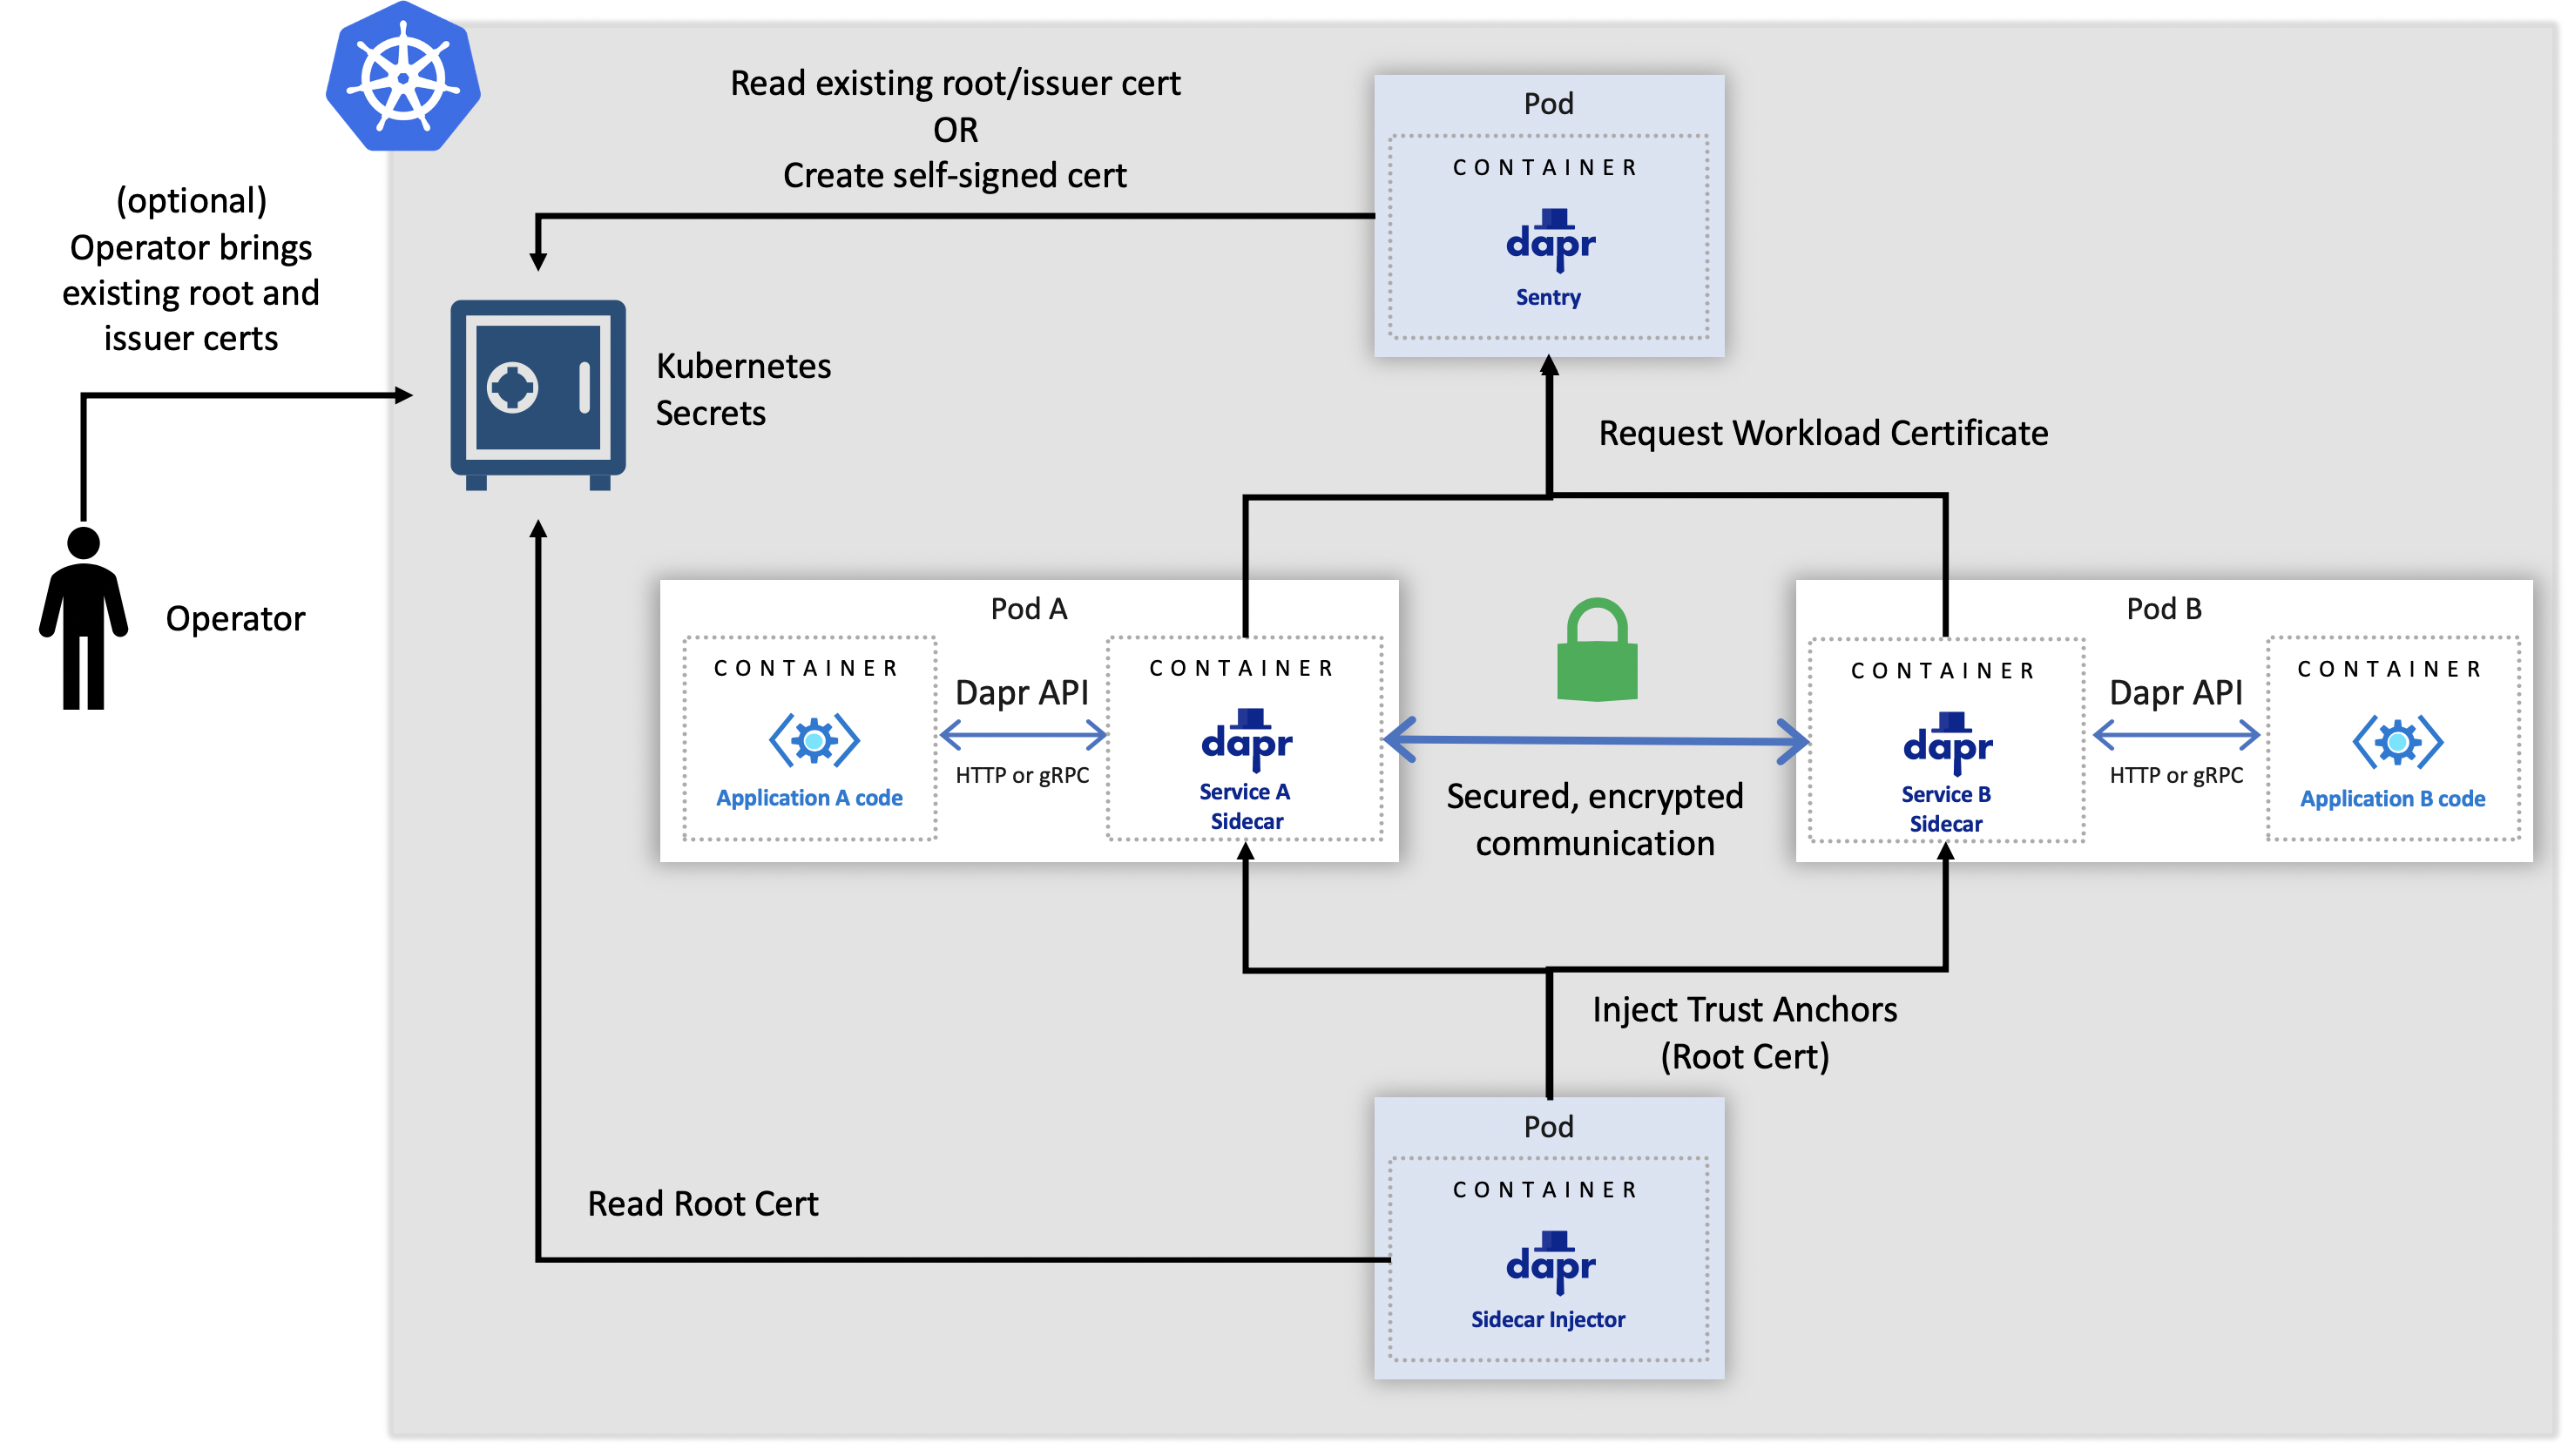 Read existing root/issuer cert
OR
Create self-signed cert
(optional)
Operator brings
existing root and
issuer certs
Operator
Kubernetes
Secrets
Pod
CONTAINER
dapr
Sentry
Request Workload Certificate
Pod A
CONTAINER
Application A code
Dapr API
HTTP or gRPC
CONTAINER
dapr
Service A
Sidecar
Secured, encrypted
communication
Pod B
CONTAINER
dapr
Service B
Sidecar
Dapr API
HTTP or gRPC
CONTAINER
Application B code
Inject Trust Anchors
(Root Cert)
Read Root Cert
Pod
CONTAINER
dapr
Sidecar Injector